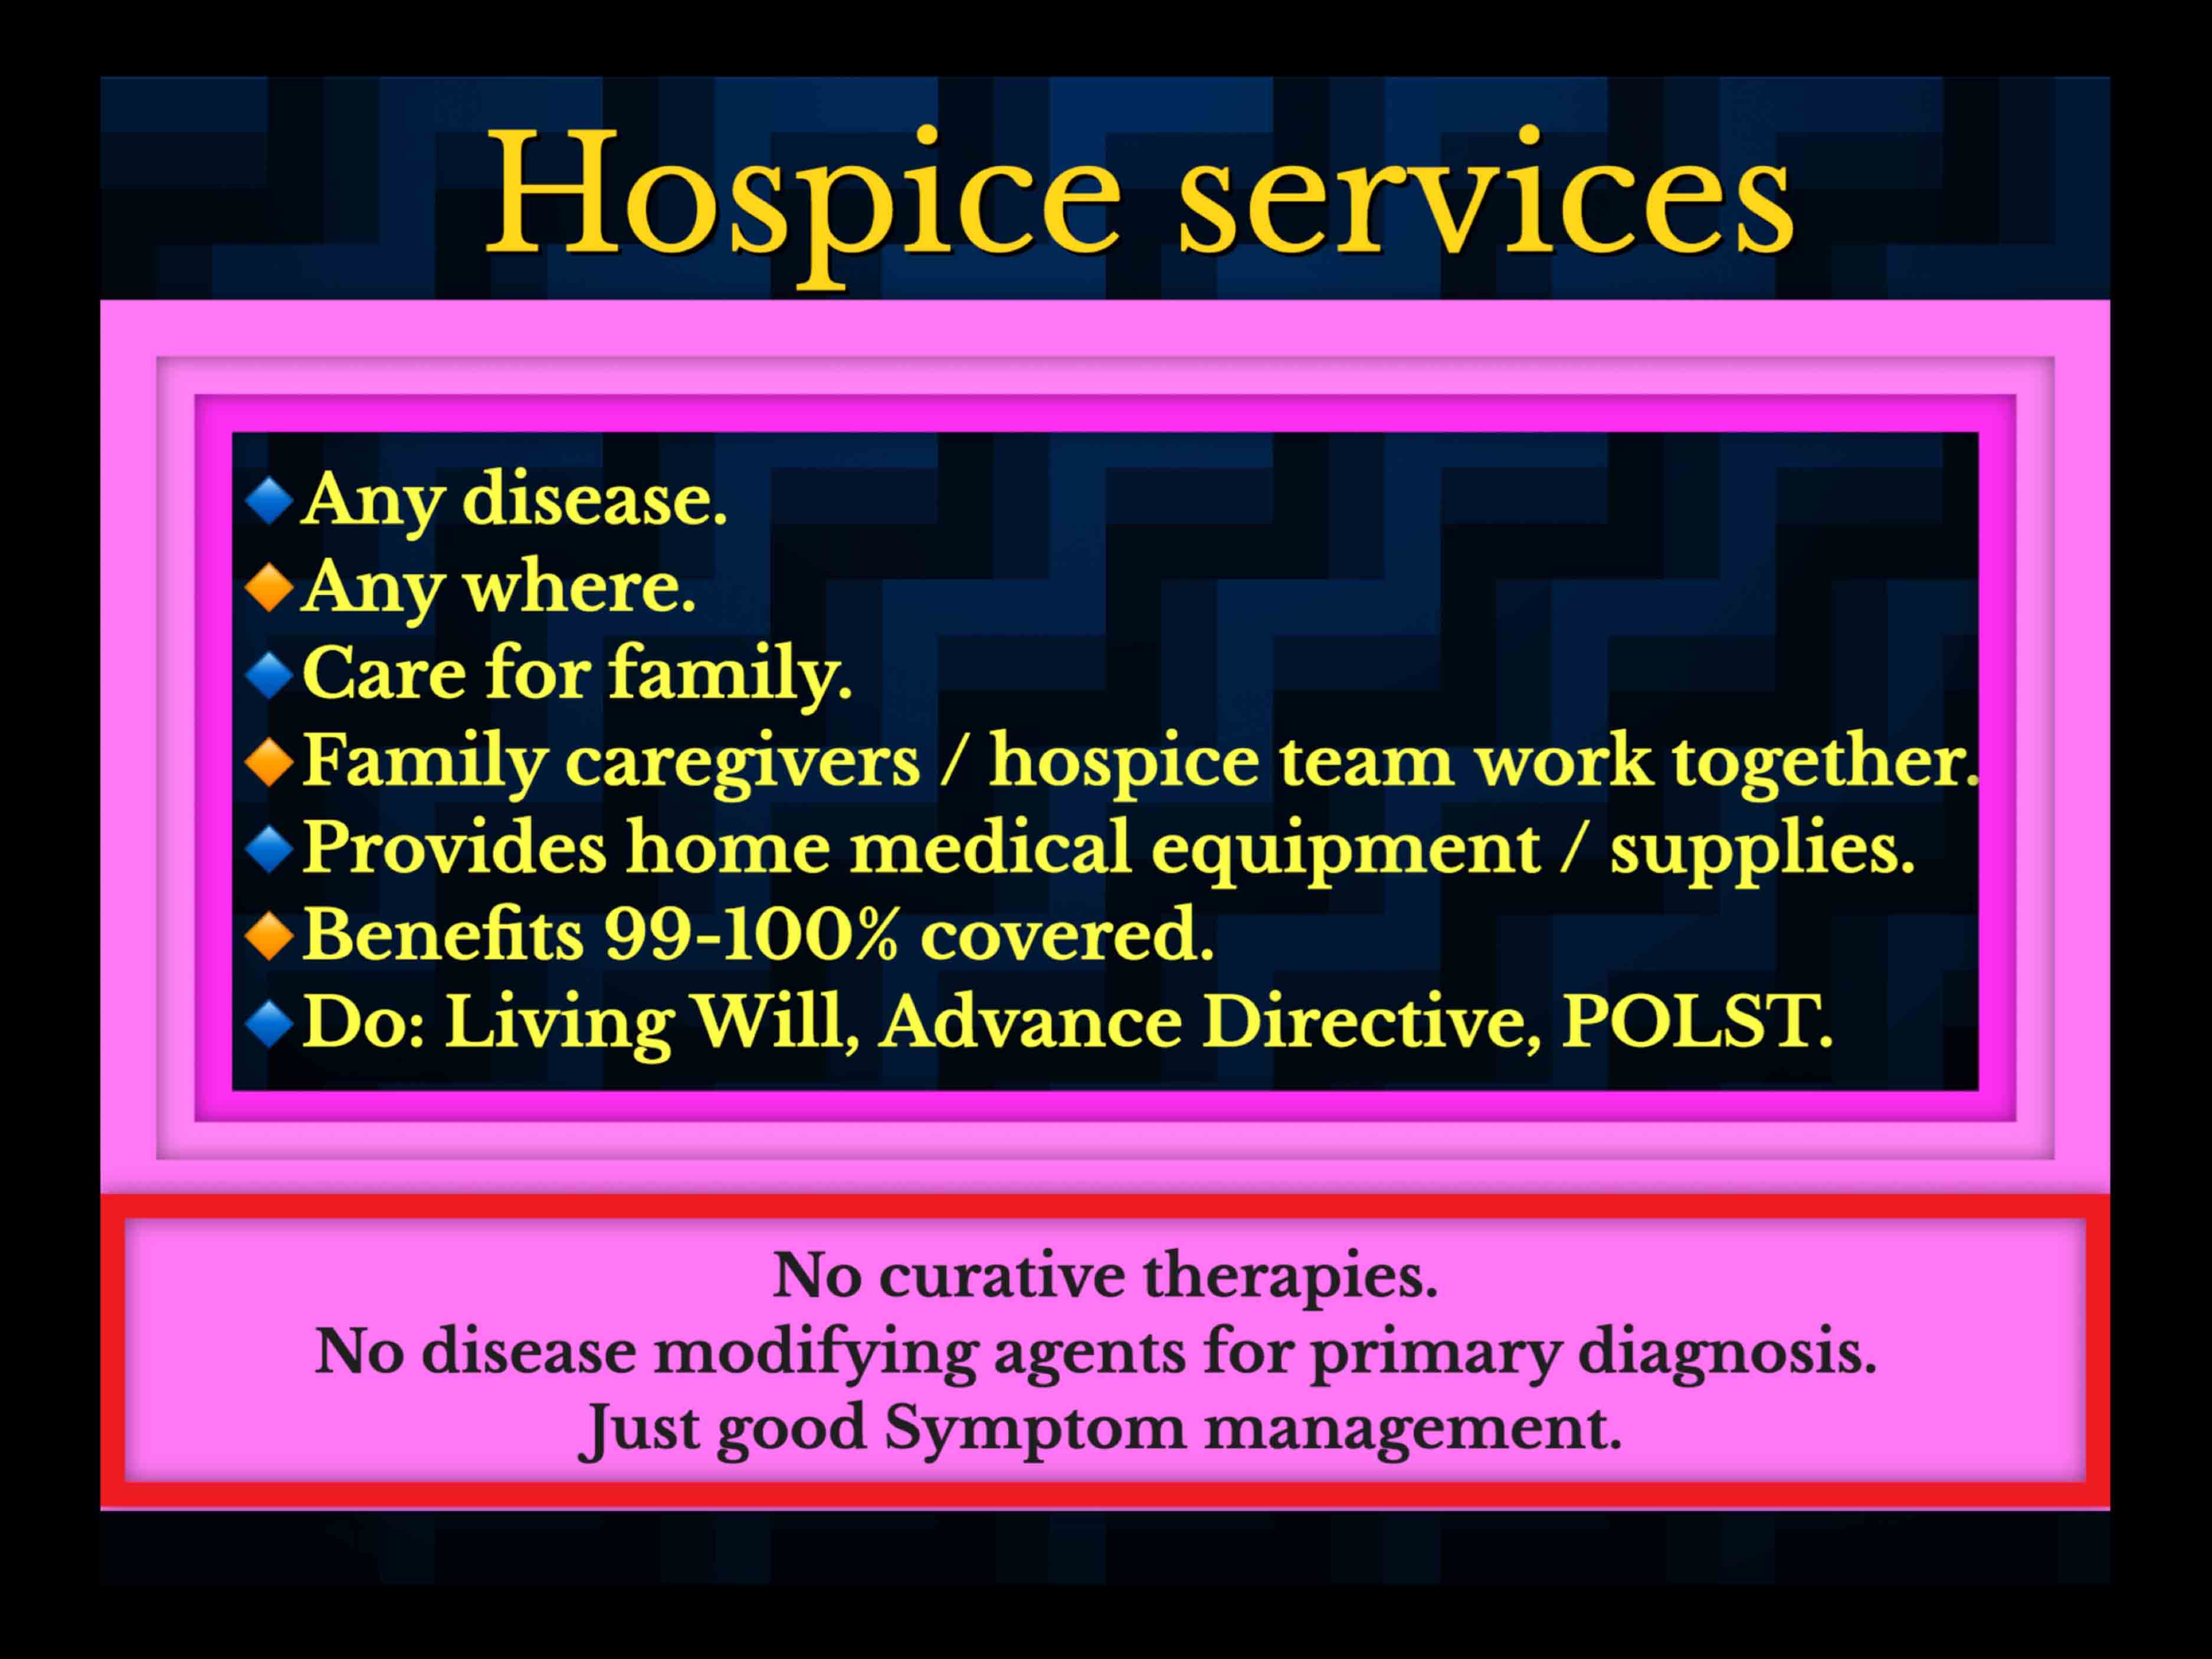 Hospice services
Any disease.
Any where.
Care for family.
Family caregivers / hospice team work together.
Provides home medical equipment / supplies.
Benefits 99-100% covered.
Do: Living Will, Advance Directive, POLST.
No curative therapies.
No disease modifying agents for primary diagnosis.
Just good Symptom management.